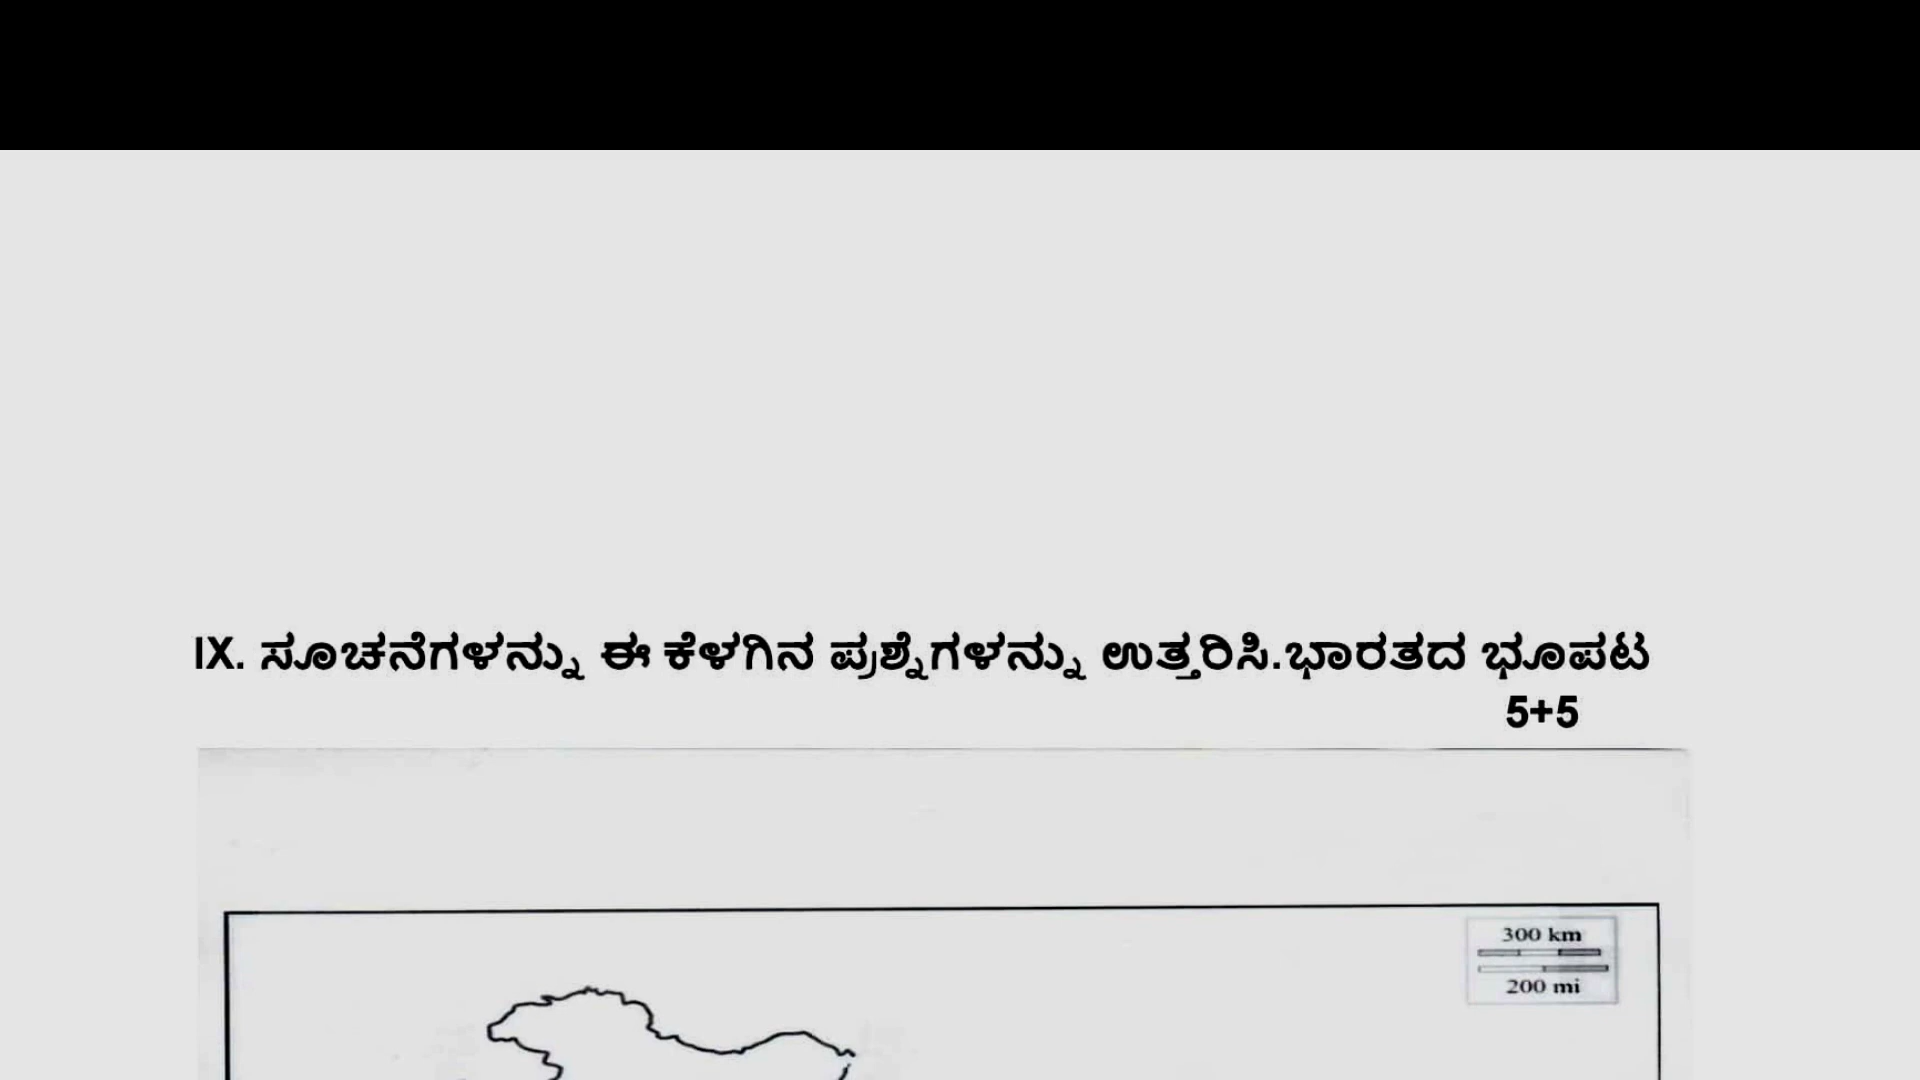 IX. ಸೂಚನೆಗಳನ್ನು ಈ ಕೆಳಗಿನ ಪ್ರಶ್ನೆಗಳನ್ನು ಉತ್ತರಿಸಿ.ಭಾರತದ ಭೂಪಟ
5+5
300 km
200 mi